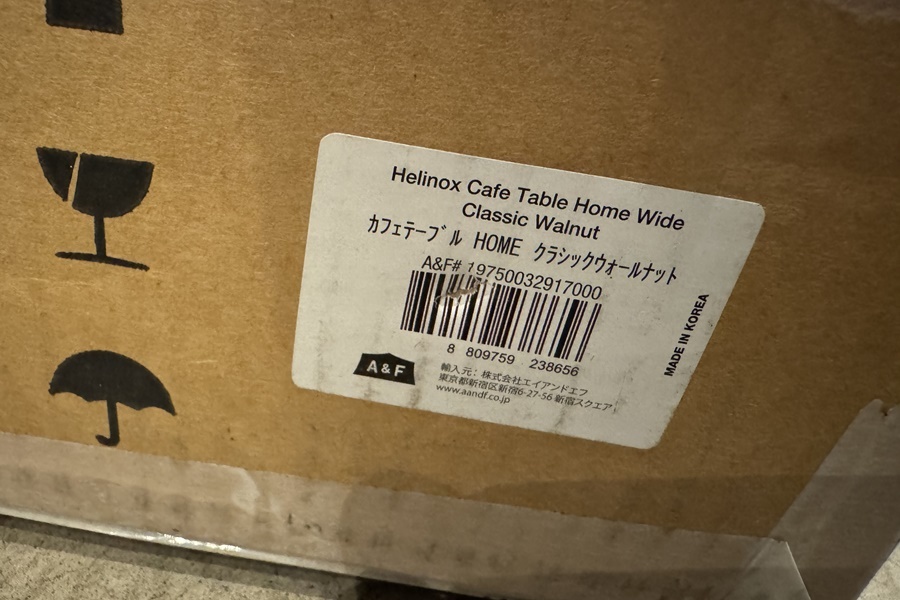 Helinox Cafe Table Home Wide
Classic Walnut
カフェテーブル HOME クラシックウォールナット
A&F# 19750032917000
8 809759 238656
MADE IN KOREA
A&F
輸入元: 株式会社エイアンドエフ
東京都新宿区新宿6-27-56 新宿スクエア
www.aandf.co.jp